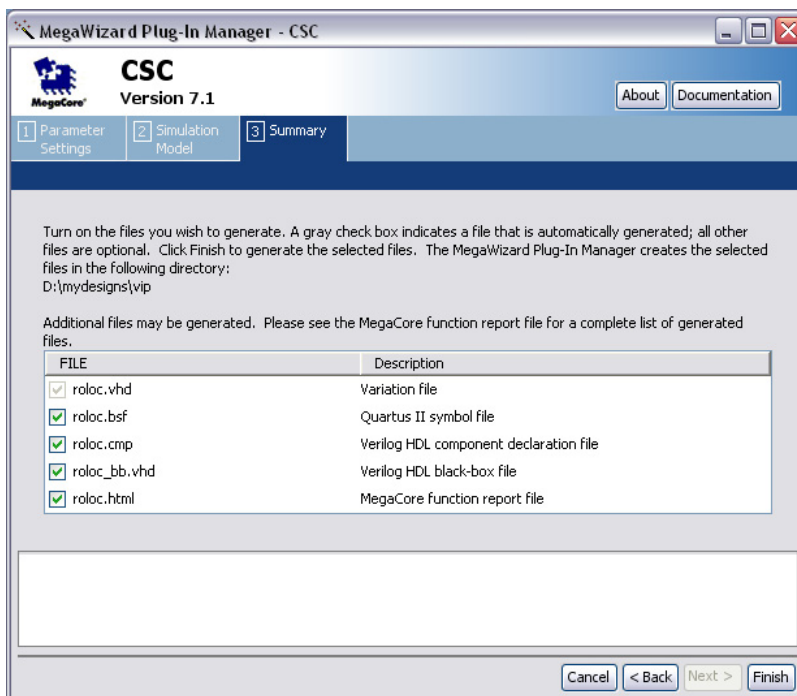 MegaWizard Plug-In Manager - CSC
MegaCore®
CSC
Version 7.1
About
Documentation
1 Parameter Settings
2 Simulation Model
3 Summary
Turn on the files you wish to generate. A gray check box indicates a file that is automatically generated; all other
files are optional. Click Finish to generate the selected files. The MegaWizard Plug-In Manager creates the selected
files in the following directory:
D:\mydesigns\vip
Additional files may be generated. Please see the MegaCore function report file for a complete list of generated
files.
FILE Description
roloc.vhd Variation file
roloc.bsf Quartus II symbol file
roloc.cmp Verilog HDL component declaration file
roloc_bb.vhd Verilog HDL black-box file
roloc.html MegaCore function report file
Cancel < Back Next > Finish